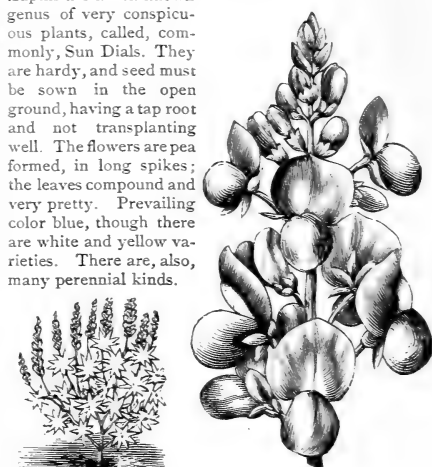 genus of very conspicu-
ous plants, called, com-
monly, Sun Dials. They
are hardy, and seed must
be sown in the open
ground, having a tap root
and not transplanting
well. The flowers are pea
formed, in long spikes;
the leaves compound and
very pretty. Prevailing
color blue, though there
are white and yellow va-
rieties. There are, also,
many perennial kinds.